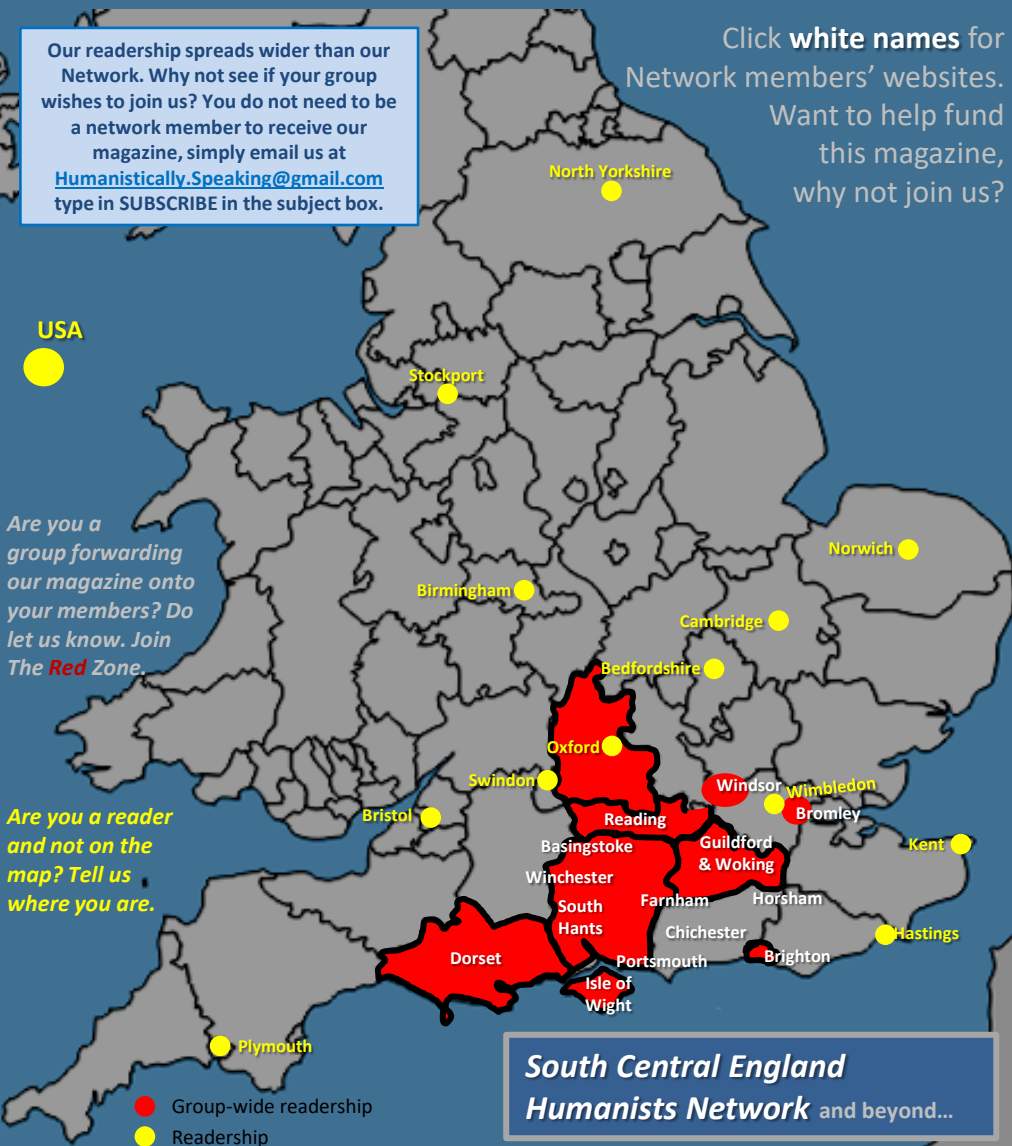 Our readership spreads wider than our
Network. Why not see if your group
wishes to join us? You do not need to be
a network member to receive our
magazine, simply email us at
Humanistically.Speaking@gmail.com
type in SUBSCRIBE in the subject box.
Click white names for
Network members’ websites.
Want to help fund
this magazine,
why not join us?
North Yorkshire
USA
Stockport
Are you a
group forwarding
our magazine onto
your members? Do
let us know. Join
The Red Zone.
Norwich
Birmingham
Cambridge
Bedfordshire
Oxford
Swindon
Windsor
Wimbledon
Bromley
Are you a reader
and not on the
map? Tell us
where you are.
Bristol
Reading
Basingstoke
Guildford
& Woking
Kent
Winchester
Farnham
Horsham
South
Hants
Chichester
Hastings
Dorset
Portsmouth
Brighton
Isle of
Wight
Plymouth
South Central England
Humanists Network and beyond…
Group-wide readership
Readership